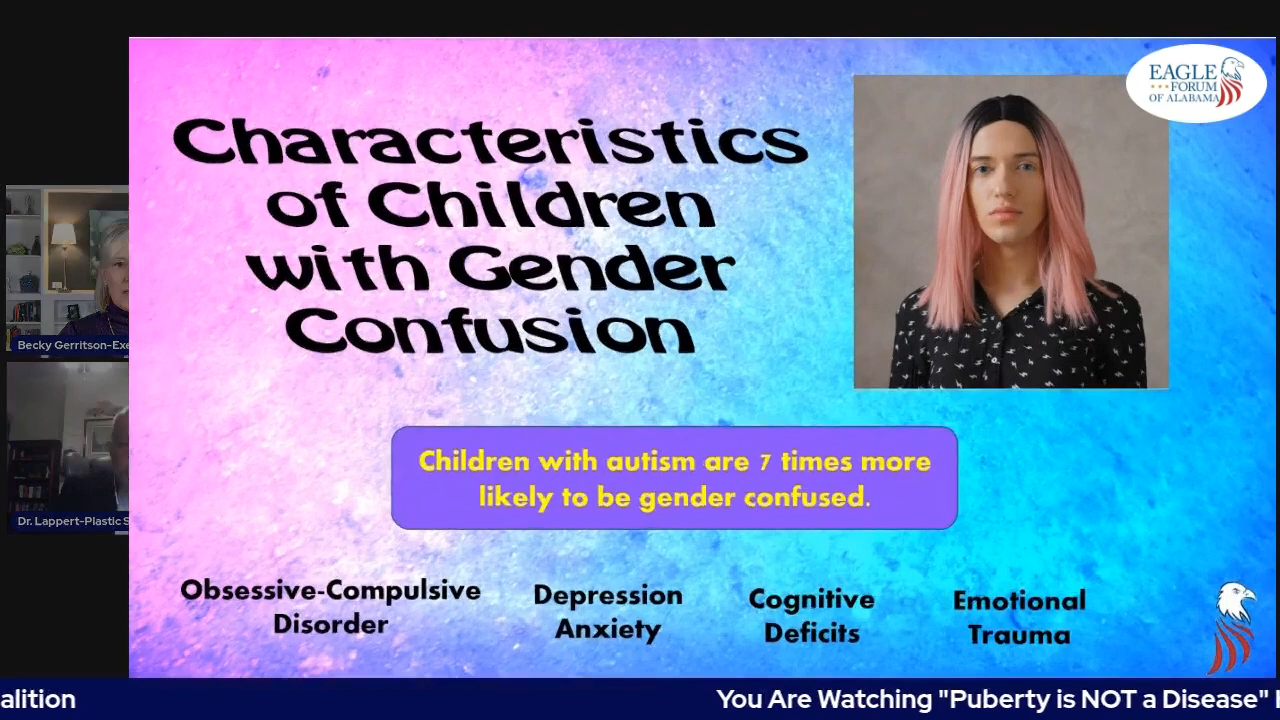 EAGLE
FORUM
OF ALABAMA
Characteristics
of Children
with Gender
Confusion
Becky Gerritson-Exe
Children with autism are 7 times more
likely to be gender confused.
Dr. Lappert-Plastic S
Obsessive-Compulsive
Disorder
Depression
Anxiety
Cognitive
Deficits
Emotional
Trauma
alition
You Are Watching "Puberty is NOT a Disease"